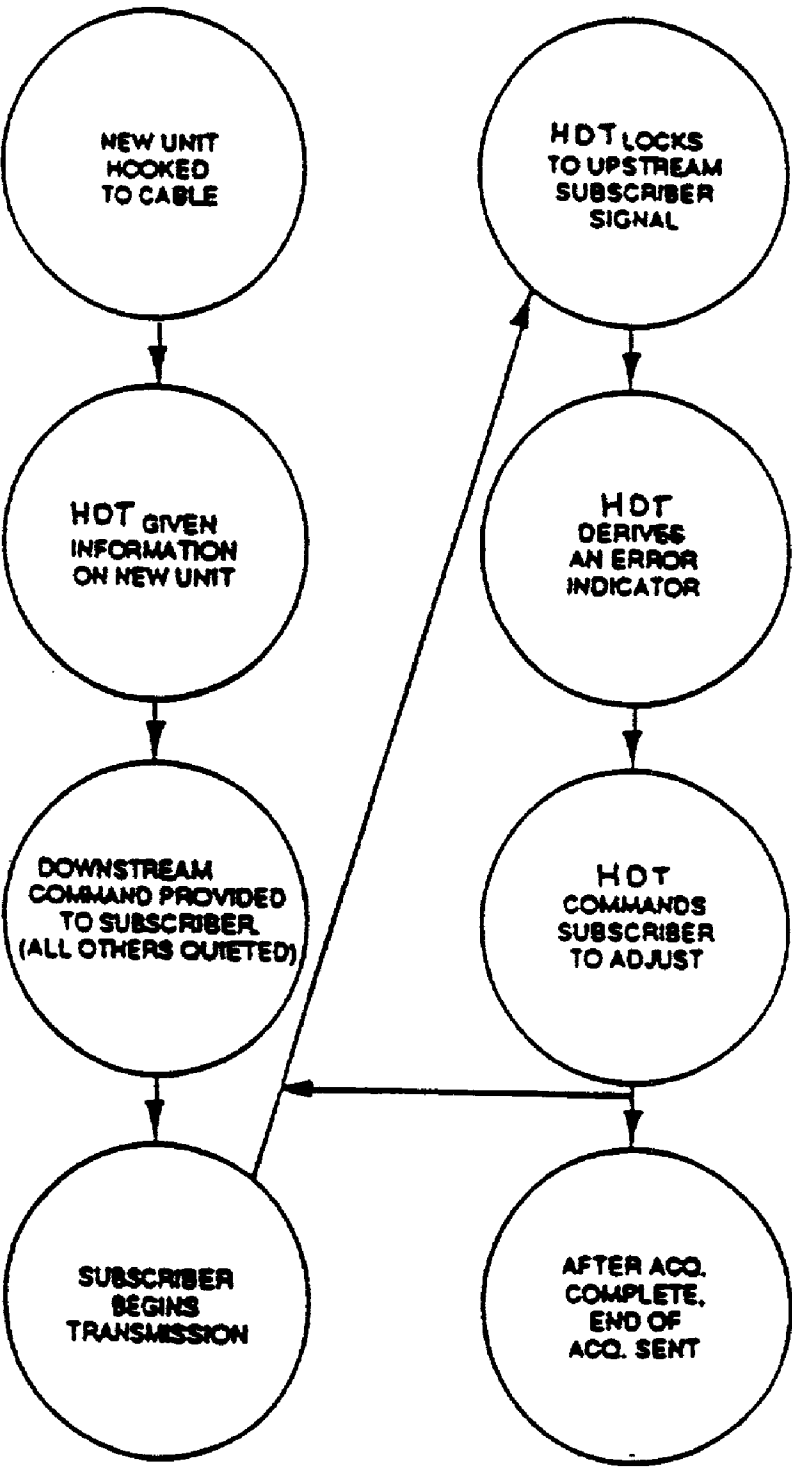 NEW UNIT
HOOKED
TO CABLE
HDT GIVEN
INFORMATION
ON NEW UNIT
DOWNSTREAM
COMMAND PROVIDED
TO SUBSCRIBER
(ALL OTHERS QUIETED)
SUBSCRIBER
BEGINS
TRANSMISSION
HDT LOCKS
TO UPSTREAM
SUBSCRIBER
SIGNAL
HDT
DERIVES
AN ERROR
INDICATOR
HDT
COMMANDS
SUBSCRIBER
TO ADJUST
AFTER ACQ.
COMPLETE,
END OF
ACQ. SENT